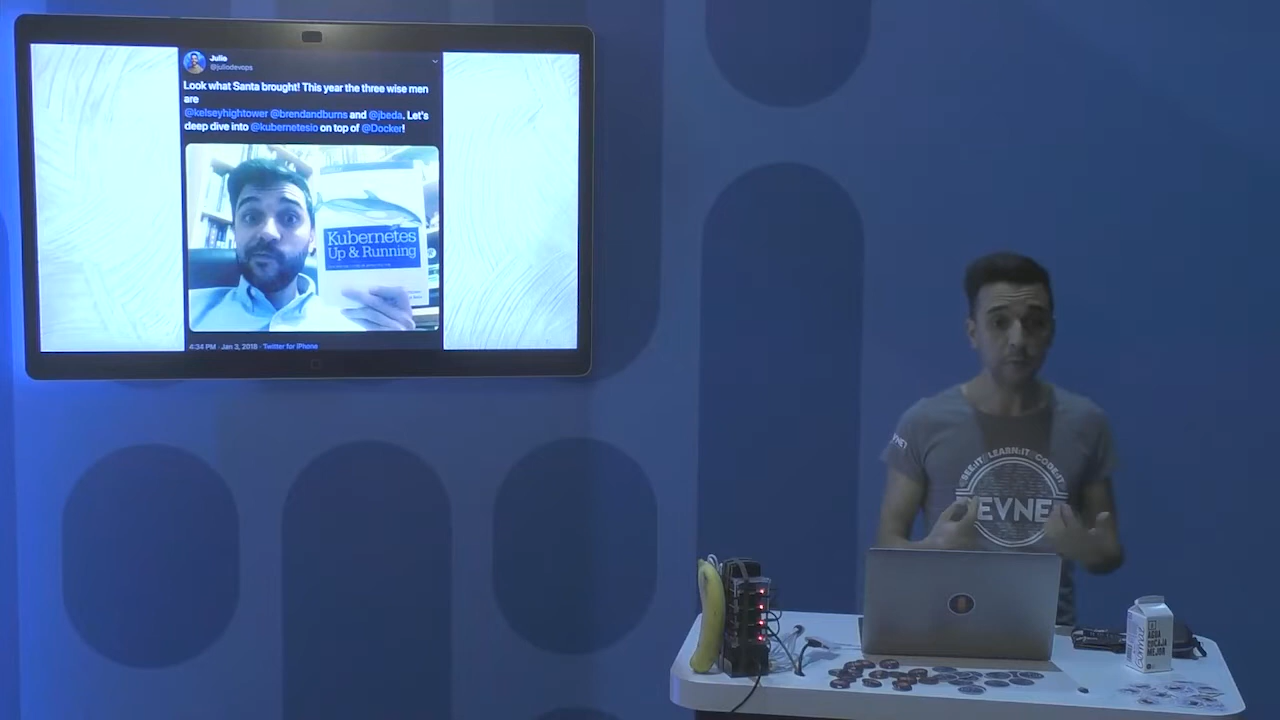 Julio
@juliodevops
Look what Santa brought! This year the three wise men
are
@kelseyhightower @brendandburns and @jbeda. Let's
deep dive into @kubernetesio on top of @Docker!
Kubernetes
Up & Running
4:34 PM · Jan 3, 2018 · Twitter for iPhone
BE:IT//LEARN:IT//CODE:IT
EVNE
AGUA
MEJOR